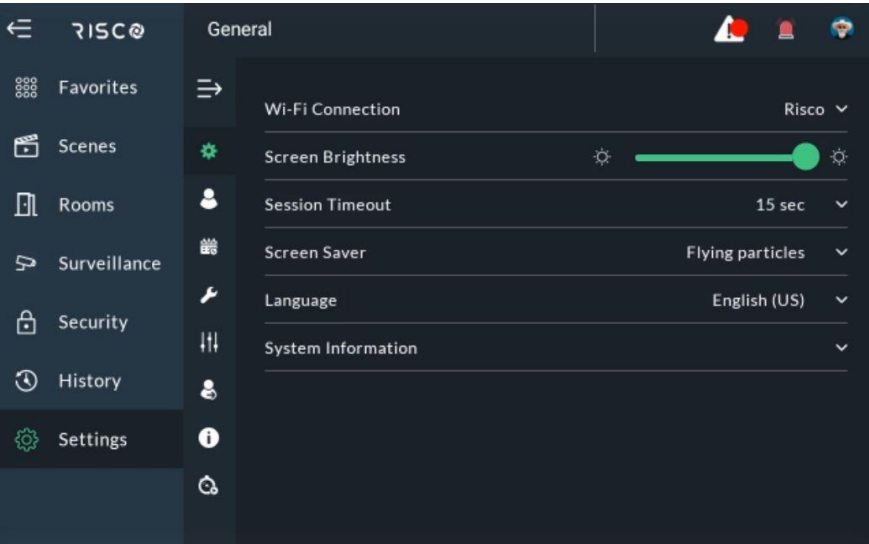 RISCO
General
Favorites
Scenes
Rooms
Surveillance
Security
History
Settings
Wi-Fi Connection Risco
Screen Brightness
Session Timeout 15 sec
Screen Saver Flying particles
Language English (US)
System Information